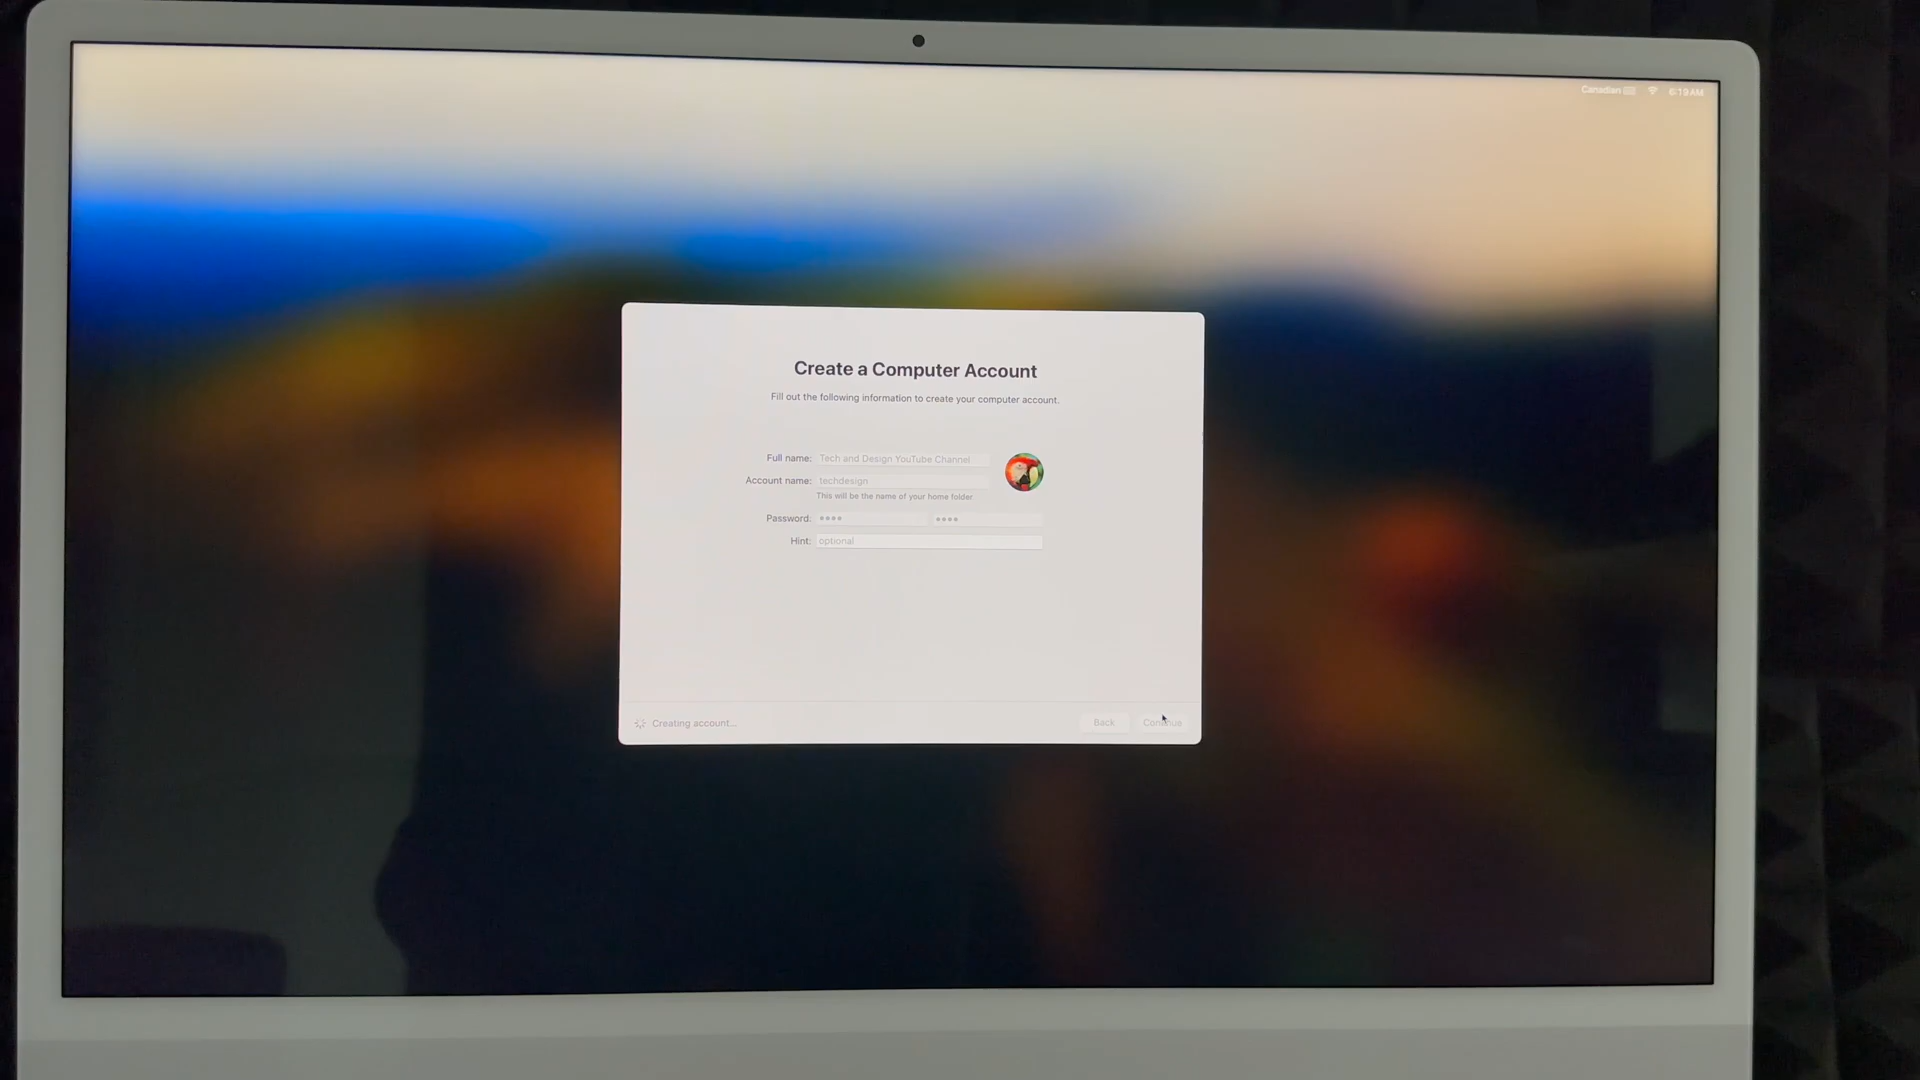 Canadian 6:19 AM
Create a Computer Account
Fill out the following information to create your computer account.
Full name: Tech and Design YouTube Channel
Account name: techdesign
This will be the name of your home folder
Password: •••• ••••
Hint: optional
Creating account...
Back Continue